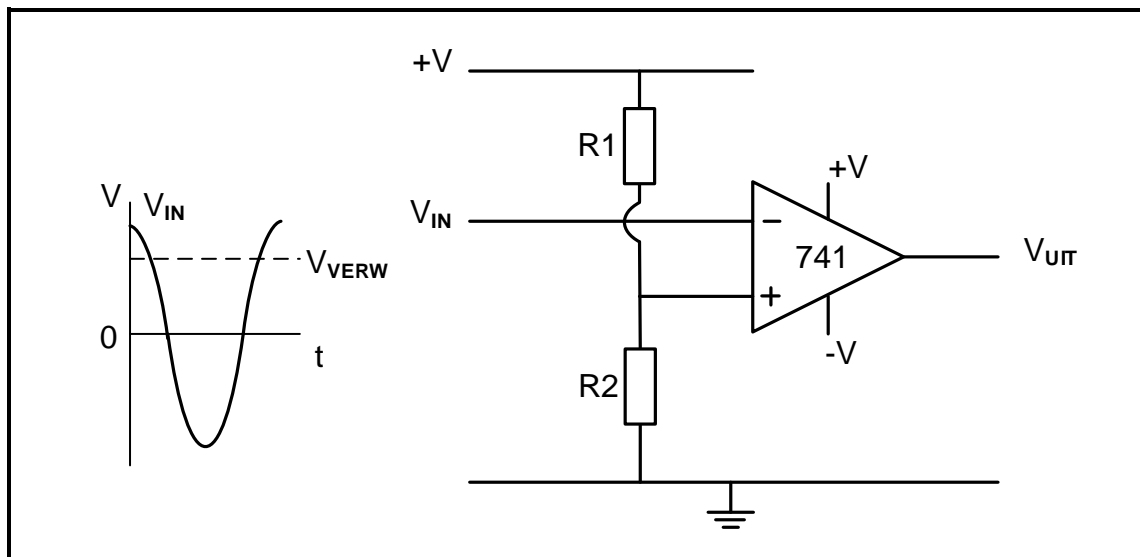 +V
R1
V
V_IN
V_VERW
0
t
V_IN
−
+
741
+V
-V
V_UIT
R2